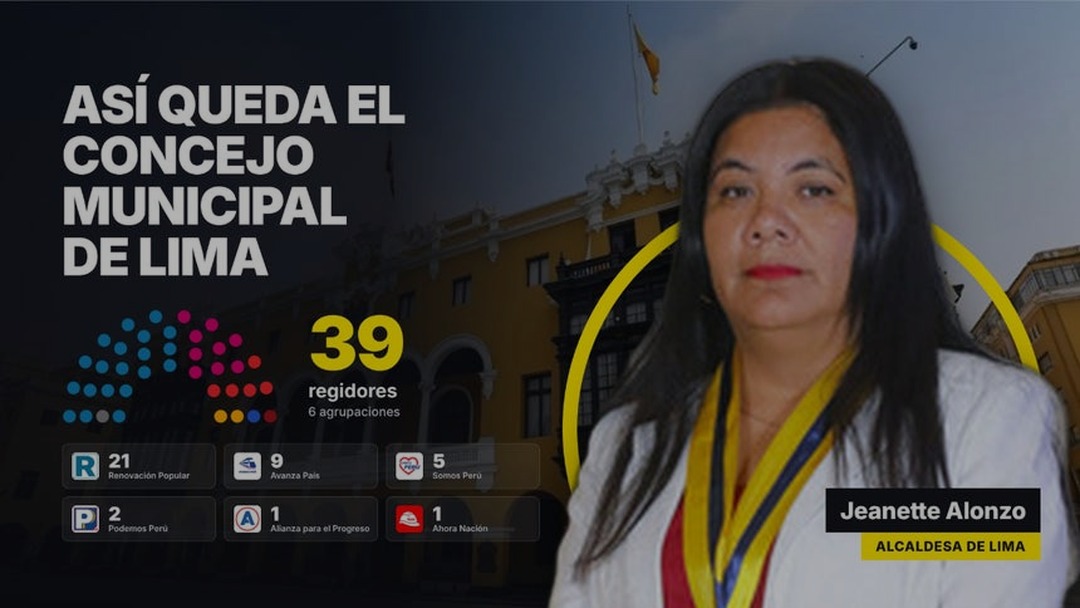 ASÍ QUEDA EL
CONCEJO
MUNICIPAL
DE LIMA
39
regidores
6 agrupaciones
R
21
Renovación Popular
9
Avanza País
5
Somos Perú
P
2
Podemos Perú
A
1
Alianza para el Progreso
1
Ahora Nación
Jeanette Alonzo
ALCALDESA DE LIMA